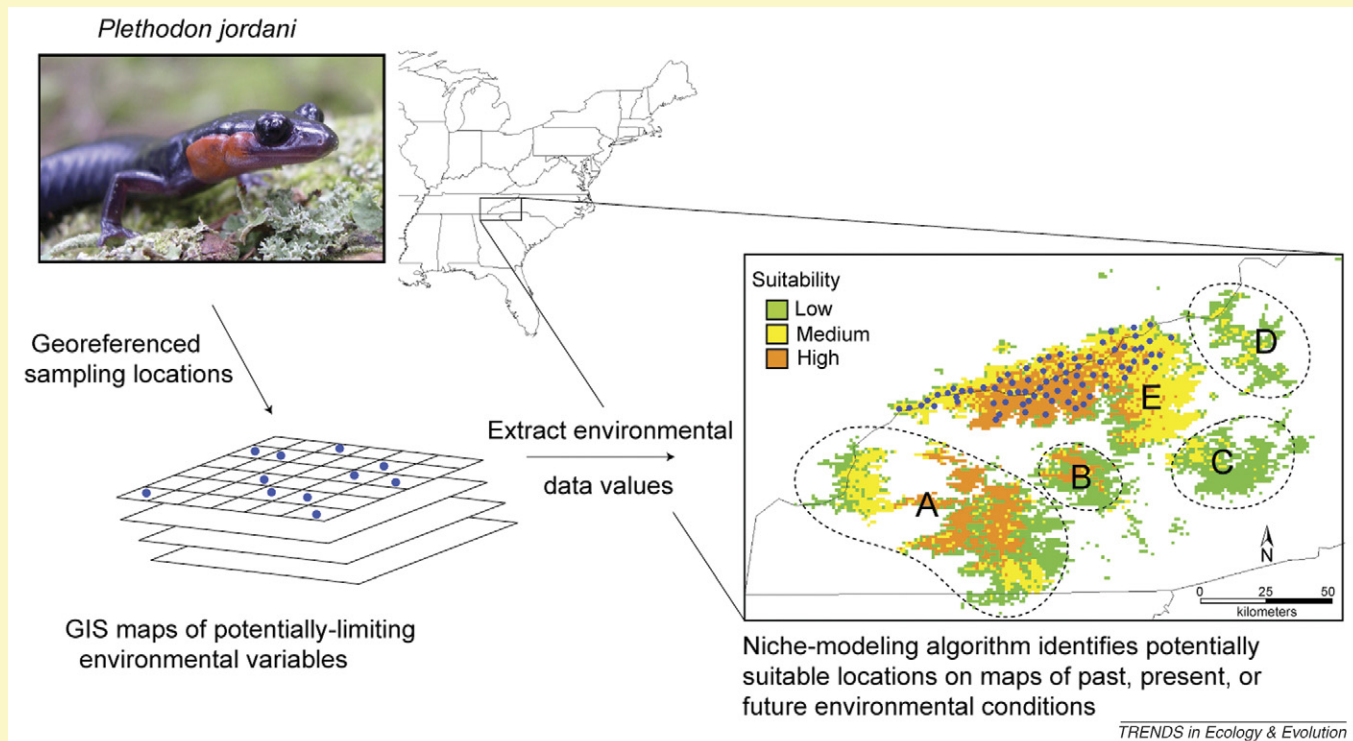 Plethodon jordani
Georeferenced
sampling locations
GIS maps of potentially-limiting
environmental variables
Extract environmental
data values
Suitability
Low
Medium
High
A
B
C
D
E
N
0 25 50
kilometers
Niche-modeling algorithm identifies potentially
suitable locations on maps of past, present, or
future environmental conditions
TRENDS in Ecology & Evolution